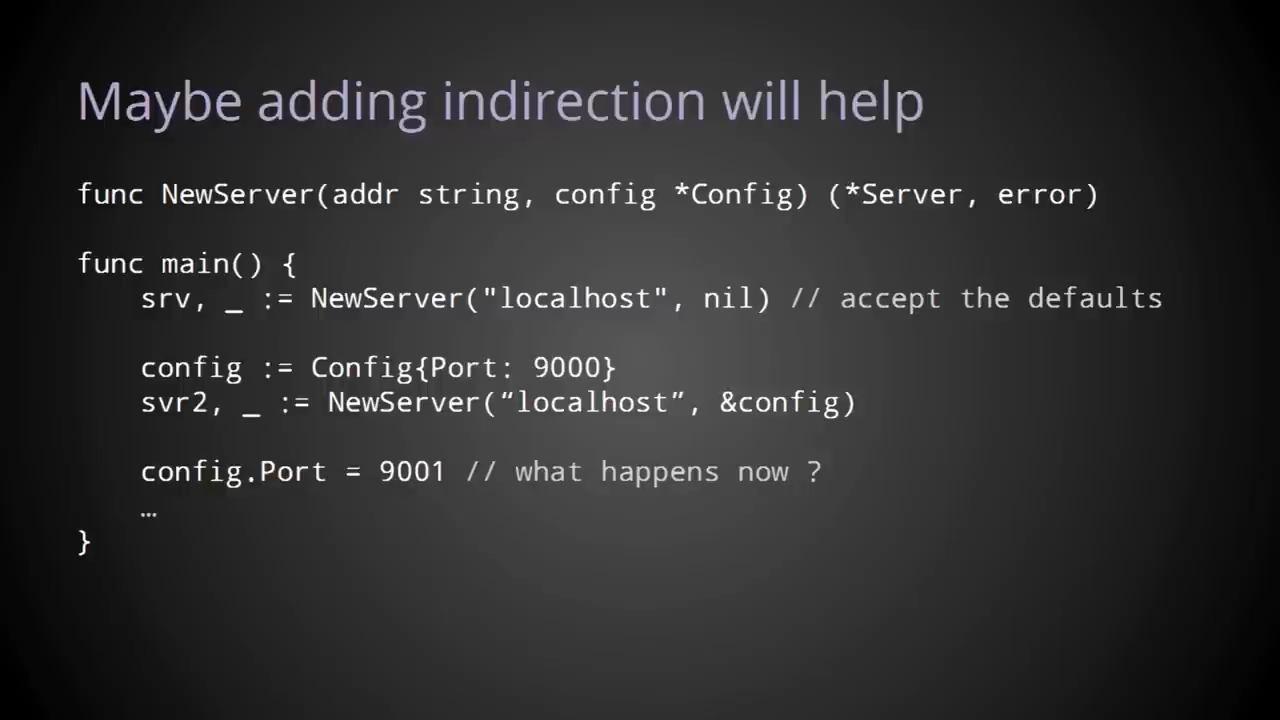 Maybe adding indirection will help
func NewServer(addr string, config *Config) (*Server, error)
func main() {
srv, _ := NewServer("localhost", nil) // accept the defaults
config := Config{Port: 9000}
svr2, _ := NewServer(“localhost”, &config)
config.Port = 9001 // what happens now ?
…
}